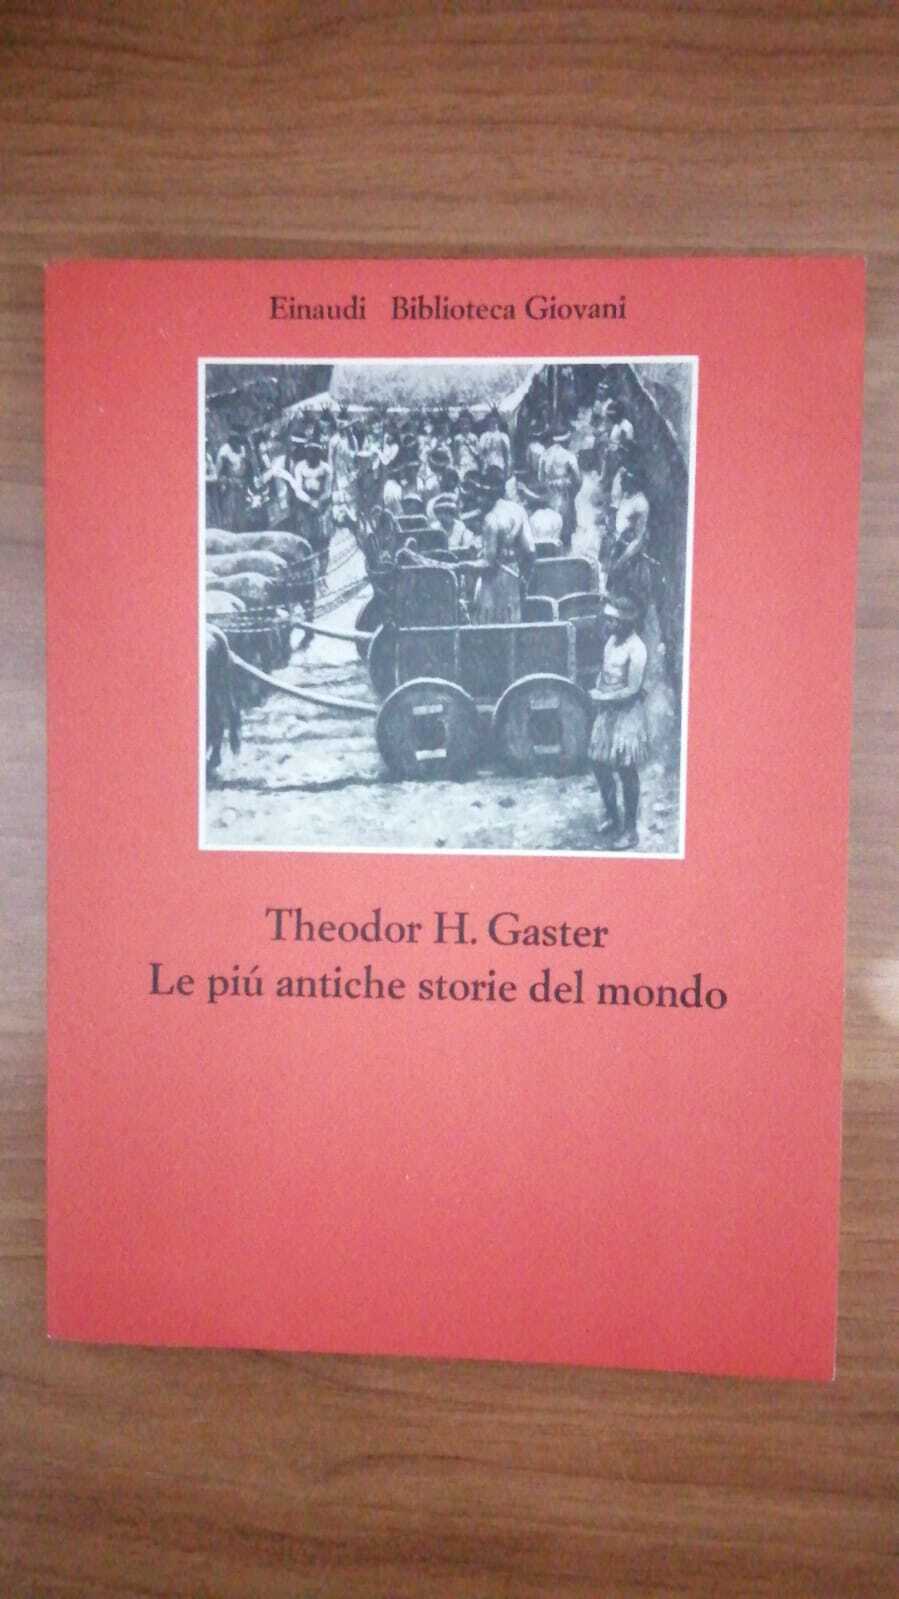 Einaudi Biblioteca Giovani
Theodor H. Gaster
Le piú antiche storie del mondo